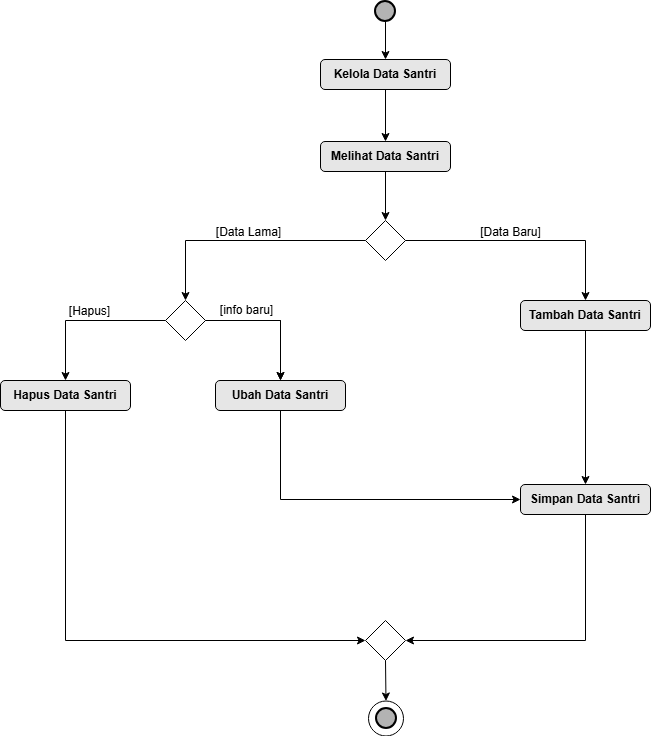 Kelola Data Santri
Melihat Data Santri
[Data Lama]
[Data Baru]
[Hapus]
[info baru]
Tambah Data Santri
Hapus Data Santri
Ubah Data Santri
Simpan Data Santri